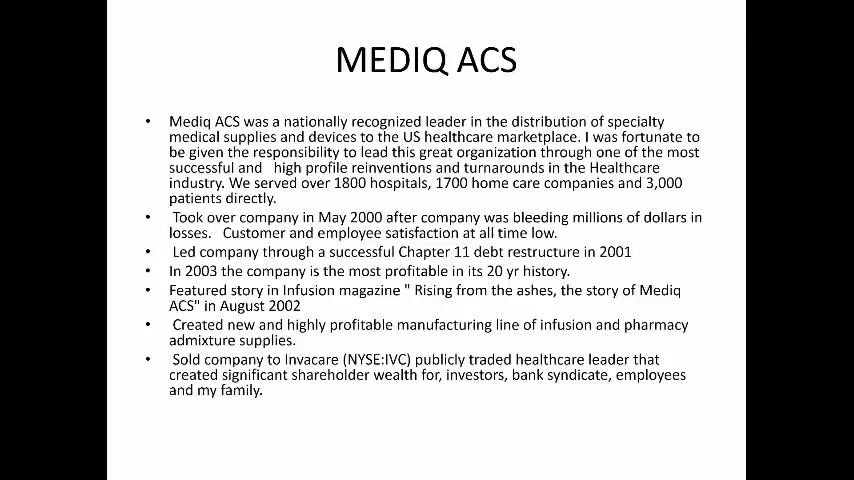 MEDIQ ACS
• Mediq ACS was a nationally recognized leader in the distribution of specialty
medical supplies and devices to the US healthcare marketplace. I was fortunate to
be given the responsibility to lead this great organization through one of the most
successful and   high profile reinventions and turnarounds in the Healthcare
industry. We served over 1800 hospitals, 1700 home care companies and 3,000
patients directly.
• Took over company in May 2000 after company was bleeding millions of dollars in
losses.   Customer and employee satisfaction at all time low.
• Led company through a successful Chapter 11 debt restructure in 2001
• In 2003 the company is the most profitable in its 20 yr history.
• Featured story in Infusion magazine " Rising from the ashes, the story of Mediq
ACS" in August 2002
• Created new and highly profitable manufacturing line of infusion and pharmacy
admixture supplies.
• Sold company to Invacare (NYSE:IVC) publicly traded healthcare leader that
created significant shareholder wealth for, investors, bank syndicate, employees
and my family.